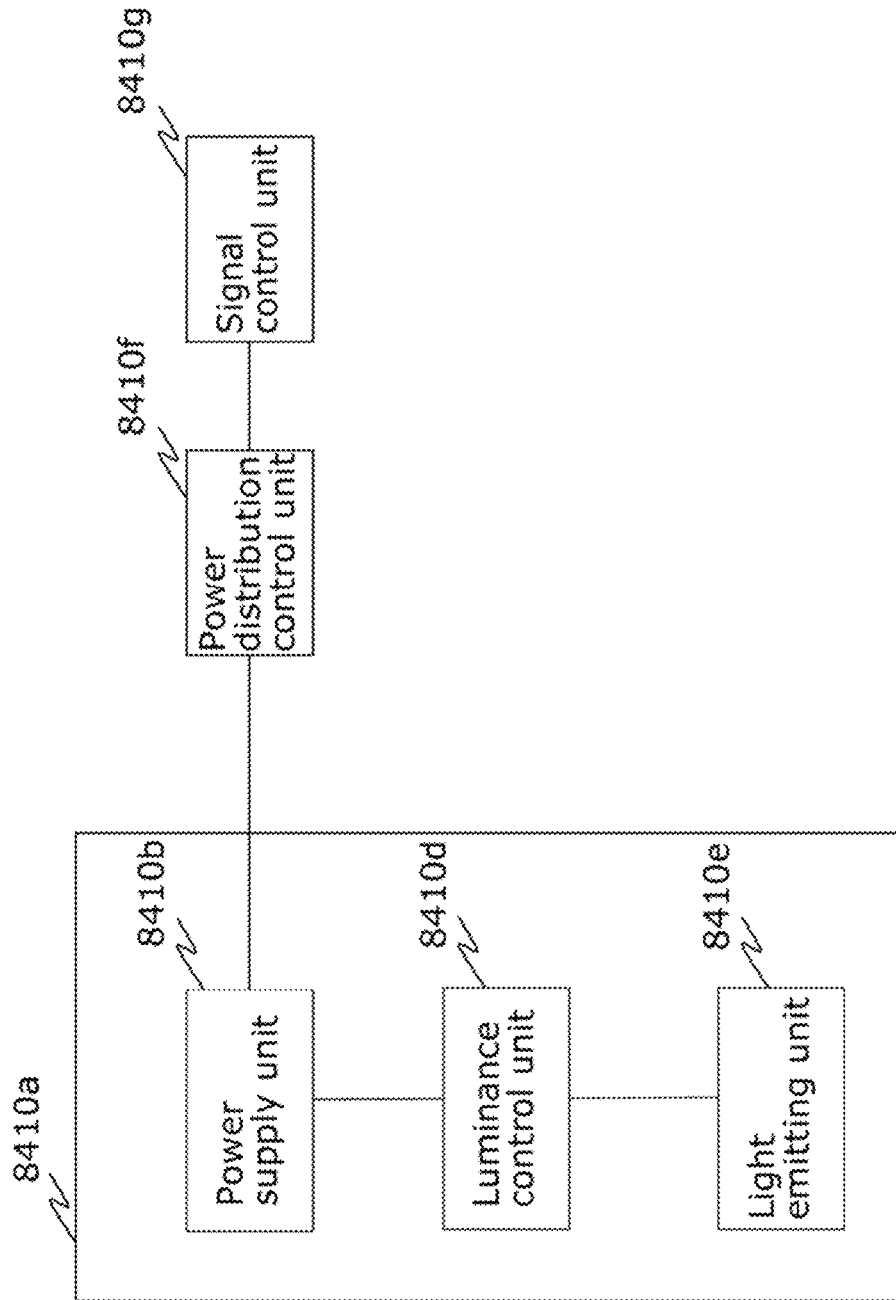 8410a
8410b
Power
supply unit
8410d
Luminance
control unit
8410e
Light
emitting unit
8410f
Power
distribution
control unit
8410g
Signal
control unit